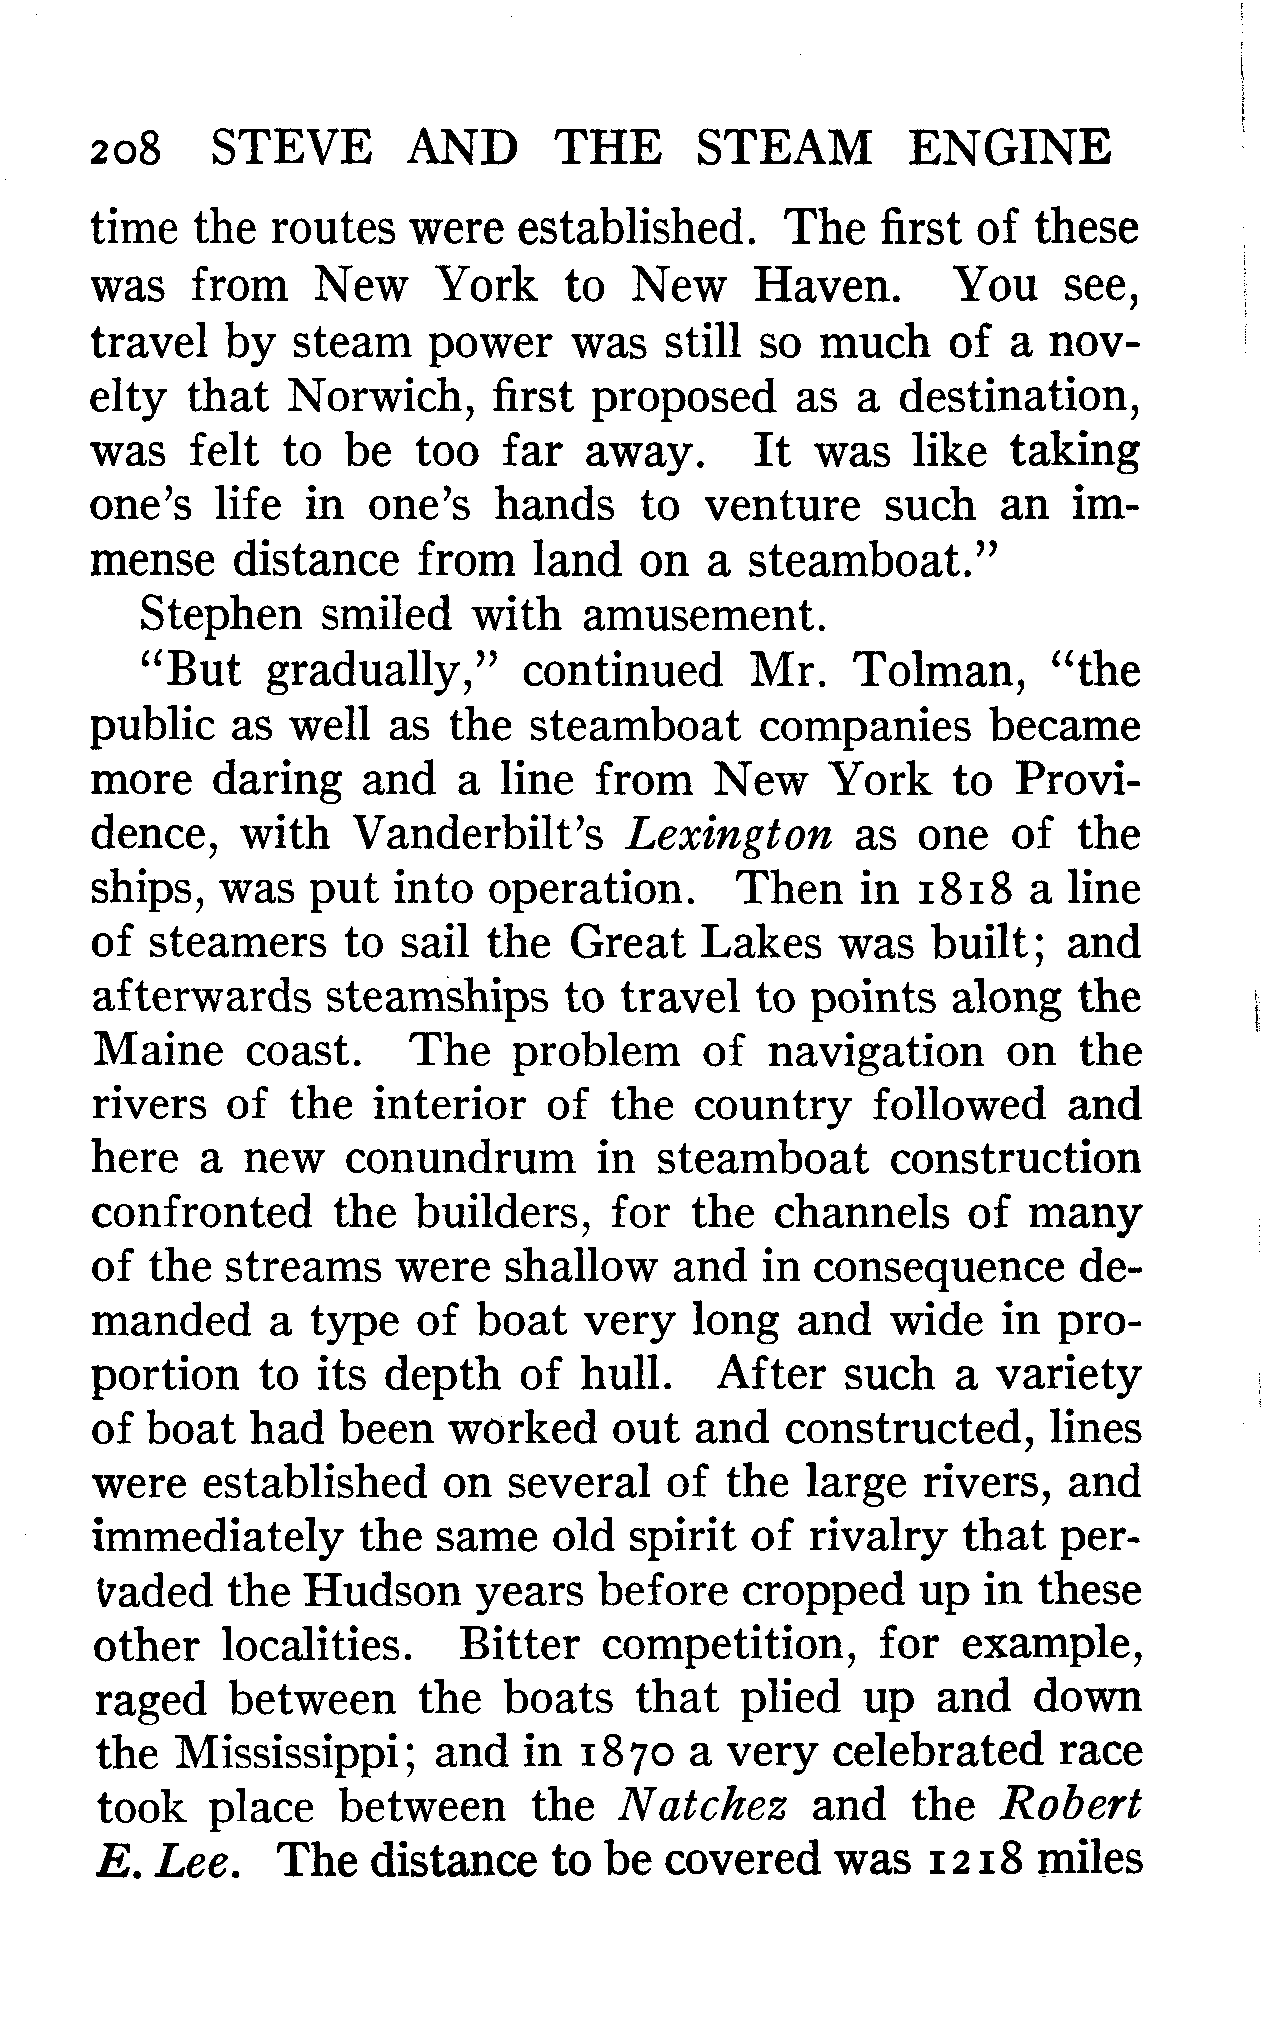 208 STEVE AND THE STEAM ENGINE
time the routes were established. The first of these
was from New York to New Haven. You see,
travel by steam power was still so much of a nov-
elty that Norwich, first proposed as a destination,
was felt to be too far away. It was like taking
one's life in one's hands to venture such an im-
mense distance from land on a steamboat."
Stephen smiled with amusement.
"But gradually," continued Mr. Tolman, "the
public as well as the steamboat companies became
more daring and a line from New York to Provi-
dence, with Vanderbilt's Lexington as one of the
ships, was put into operation. Then in 1818 a line
of steamers to sail the Great Lakes was built; and
afterwards steamships to travel to points along the
Maine coast. The problem of navigation on the
rivers of the interior of the country followed and
here a new conundrum in steamboat construction
confronted the builders, for the channels of many
of the streams were shallow and in consequence de-
manded a type of boat very long and wide in pro-
portion to its depth of hull. After such a variety
of boat had been worked out and constructed, lines
were established on several of the large rivers, and
immediately the same old spirit of rivalry that per-
vaded the Hudson years before cropped up in these
other localities. Bitter competition, for example,
raged between the boats that plied up and down
the Mississippi; and in 1870 a very celebrated race
took place between the Natchez and the Robert
E. Lee. The distance to be covered was 1218 miles